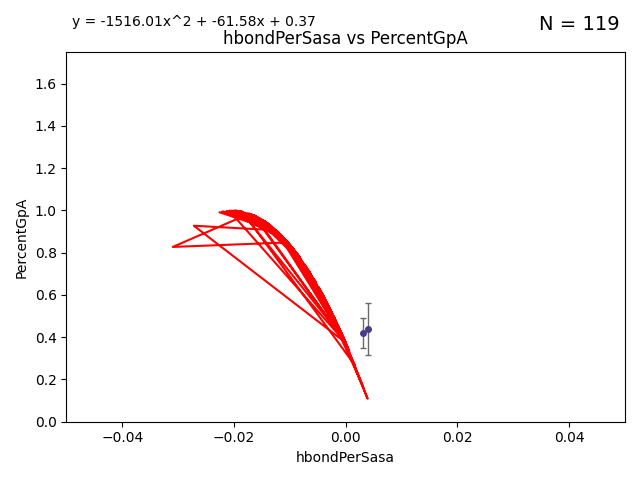 y = -1516.01x^2 + -61.58x + 0.37
N = 119
hbondPerSasa vs PercentGpA
1.6
1.4
1.2
1.0
0.8
0.6
0.4
0.2
0.0
PercentGpA
−0.04 −0.02 0.00 0.02 0.04
hbondPerSasa